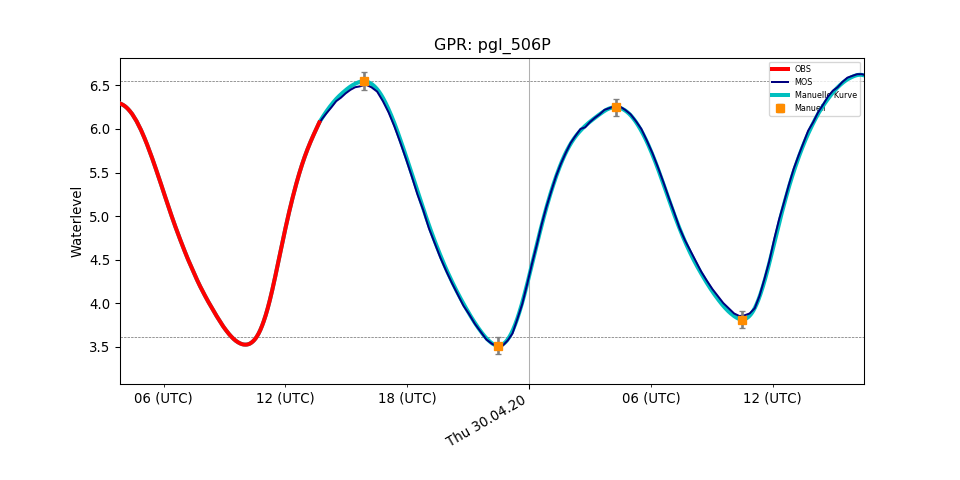 GPR: pgl_506P
Waterlevel
6.5
6.0
5.5
5.0
4.5
4.0
3.5
OBS
MOS
Manuelle Kurve
Manuell
06 (UTC)
12 (UTC)
18 (UTC)
Thu 30.04.20
06 (UTC)
12 (UTC)